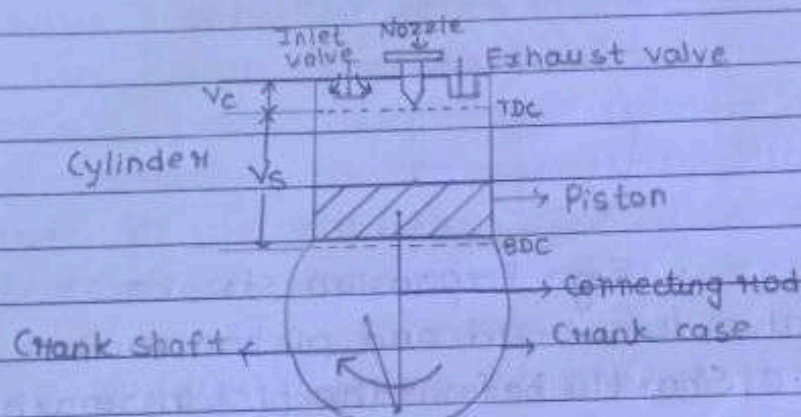 Inlet valve
Nozzle
Exhaust valve
Vc
TDC
Cylinder
Vs
Piston
BDC
Connecting rod
Crank shaft
Crank case